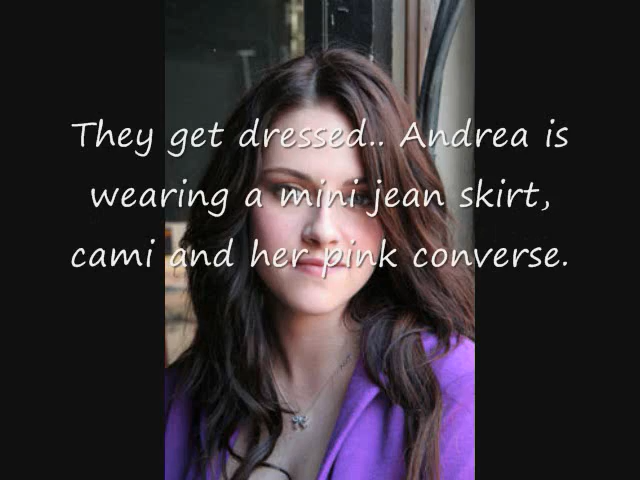 They get dressed.. Andrea is
wearing a mini jean skirt,
cami and her pink converse.